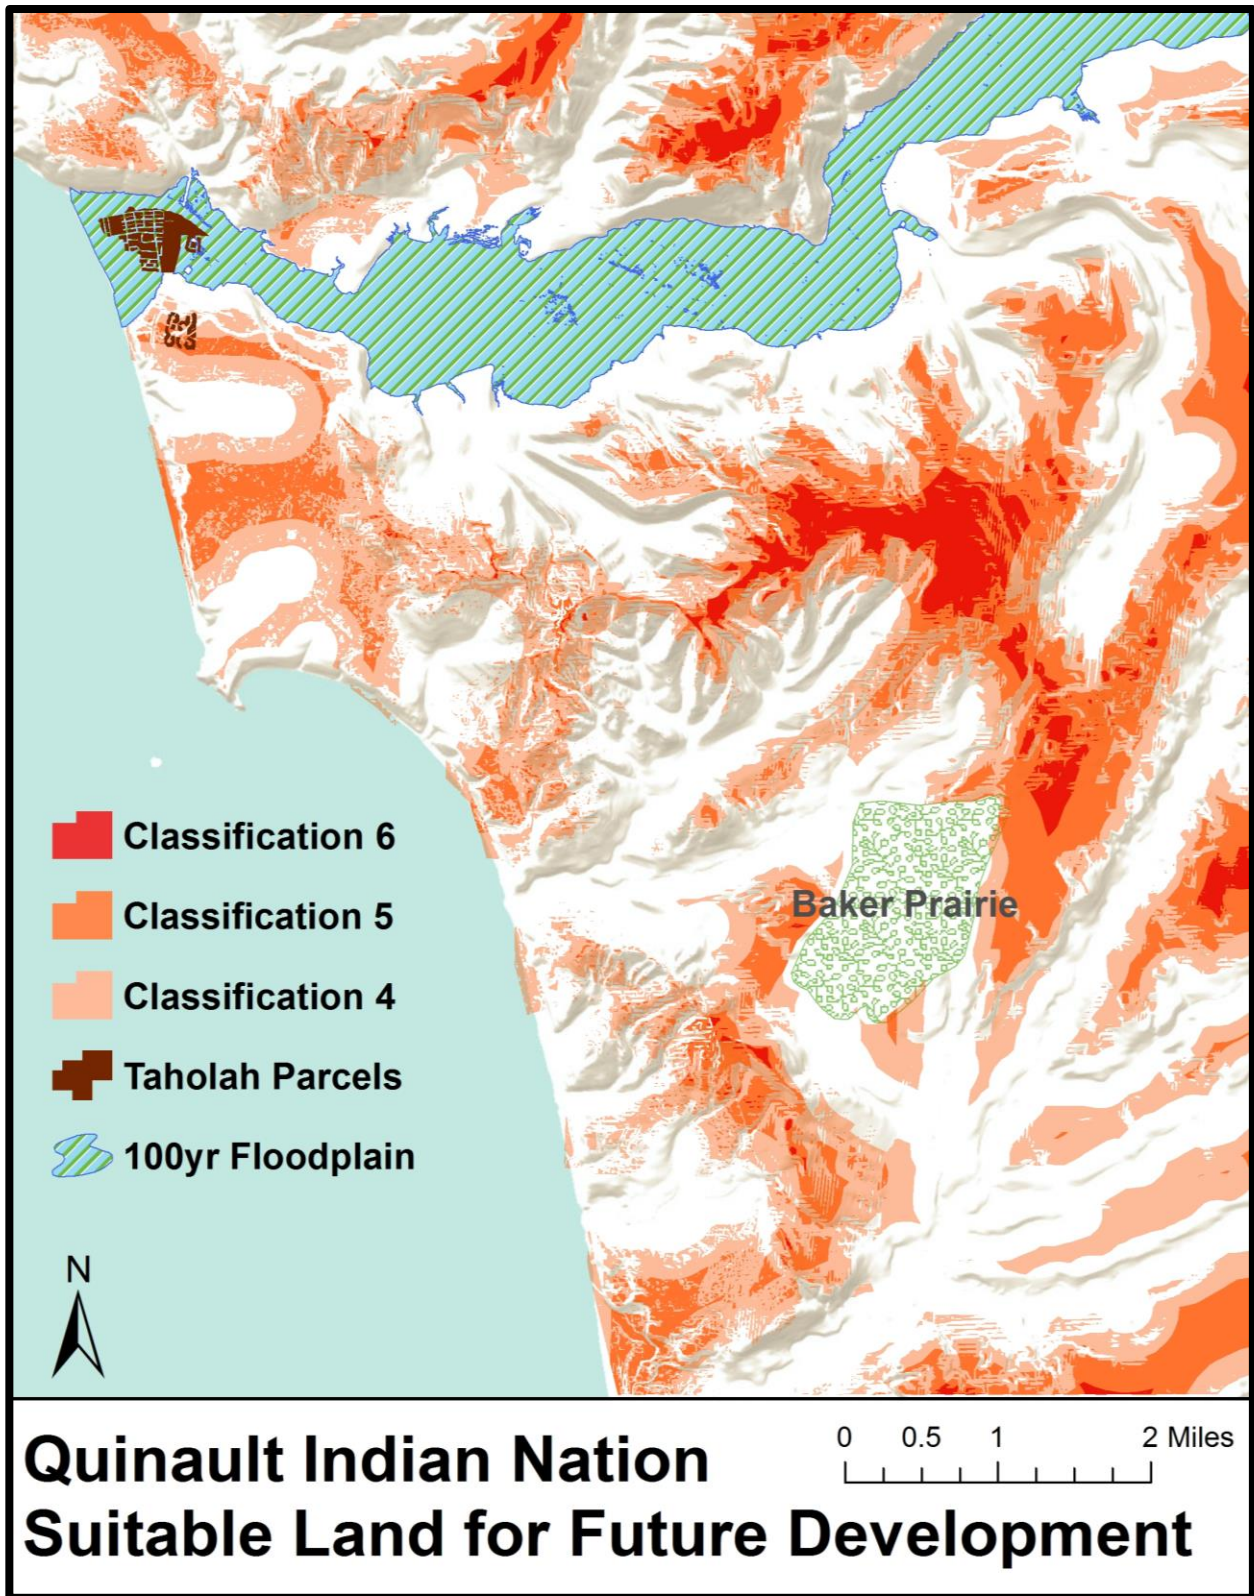 Baker Prairie
Classification 6
Classification 5
Classification 4
Taholah Parcels
100yr Floodplain
N
Quinault Indian Nation
Suitable Land for Future Development
0 0.5 1 2 Miles